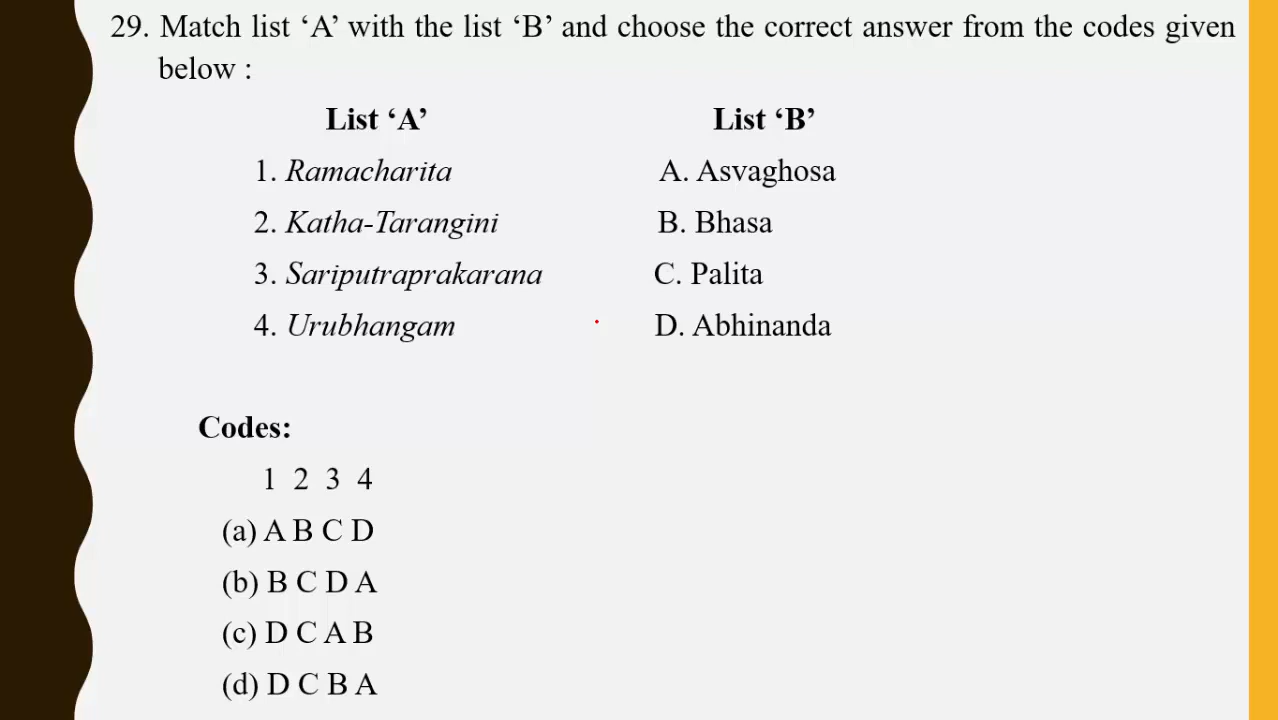 29. Match list ‘A’ with the list ‘B’ and choose the correct answer from the codes given
below :
List ‘A’ List ‘B’
1. Ramacharita A. Asvaghosa
2. Katha-Tarangini B. Bhasa
3. Sariputraprakarana C. Palita
4. Urubhangam D. Abhinanda
Codes:
1 2 3 4
(a) A B C D
(b) B C D A
(c) D C A B
(d) D C B A